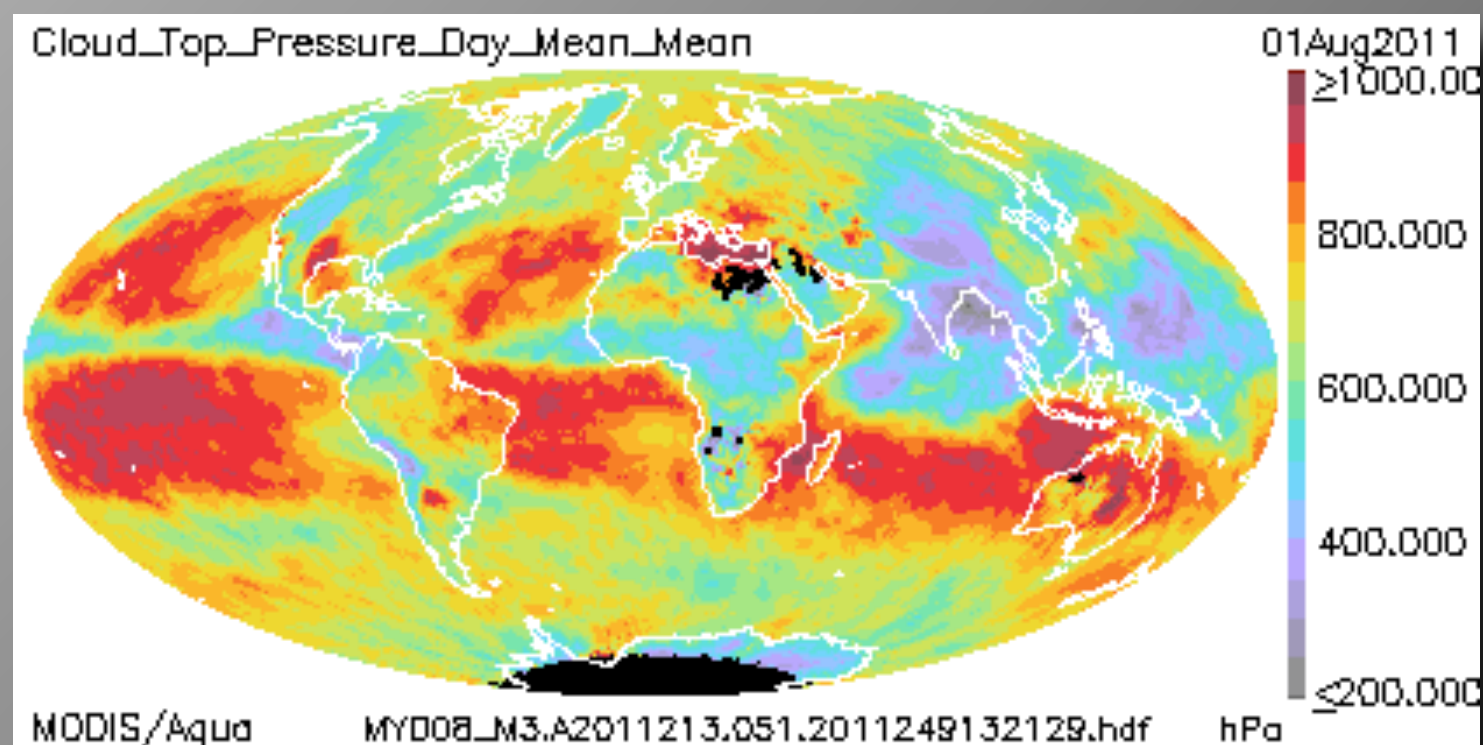 Cloud_Top_Pressure_Day_Mean_Mean 01Aug2011
≥1000.00
800.000
600.000
400.000
≤200.000
MODIS/Aqua MYD08_M3.A2011213.051.2011249132129.hdf hPa